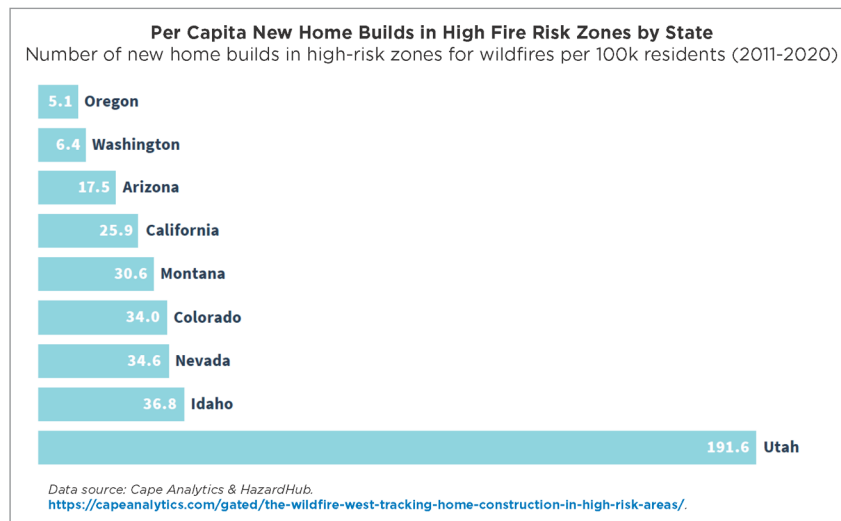 Per Capita New Home Builds in High Fire Risk Zones by State
Number of new home builds in high-risk zones for wildfires per 100k residents (2011-2020)
5.1 Oregon
6.4 Washington
17.5 Arizona
25.9 California
30.6 Montana
34.0 Colorado
34.6 Nevada
36.8 Idaho
191.6 Utah
Data source: Cape Analytics & HazardHub.
https://capeanalytics.com/gated/the-wildfire-west-tracking-home-construction-in-high-risk-areas/.